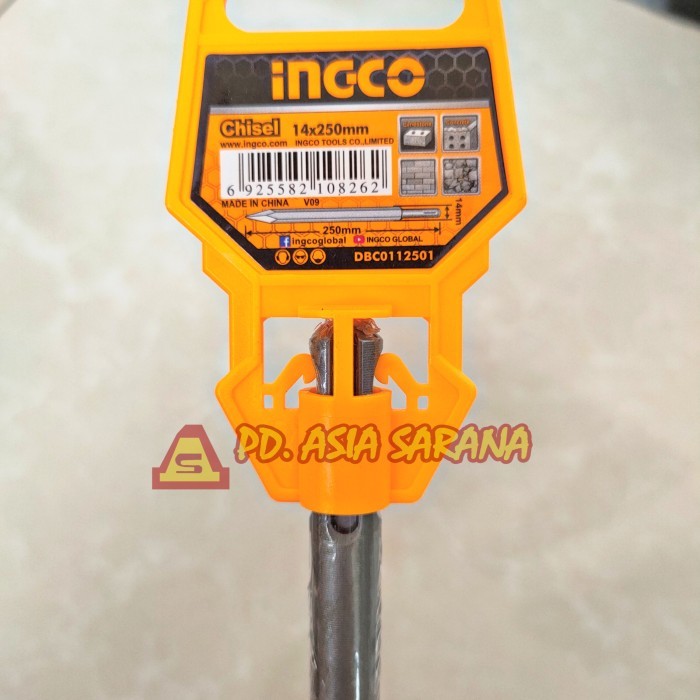 INGCO
Chisel 14x250mm
www.ingco.com INGCO TOOLS CO.,LIMITED
6 925582 108262
MADE IN CHINA V09
14mm
250mm
ingcoglobal INGCO GLOBAL
DBC0112501
PD. ASIA SARANA